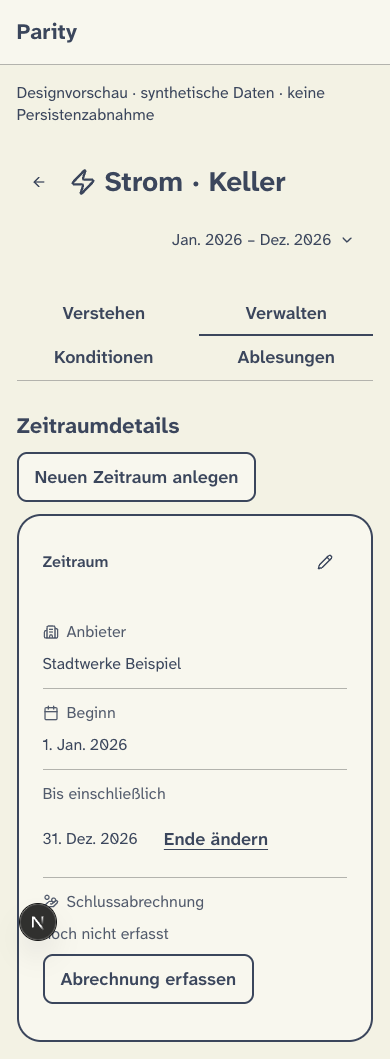 Parity
Designvorschau · synthetische Daten · keine
Persistenzabnahme
Strom · Keller
Jan. 2026 – Dez. 2026
Verstehen
Verwalten
Konditionen
Ablesungen
Zeitraumdetails
Neuen Zeitraum anlegen
Zeitraum
Anbieter
Stadtwerke Beispiel
Beginn
1. Jan. 2026
Bis einschließlich
31. Dez. 2026 Ende ändern
Schlussabrechnung
N
nicht erfasst
Abrechnung erfassen